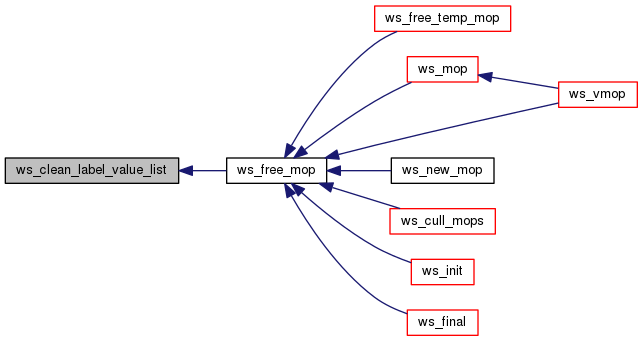 ws_free_temp_mop
ws_mop
ws_vmop
ws_clean_label_value_list
ws_free_mop
ws_new_mop
ws_cull_mops
ws_init
ws_final